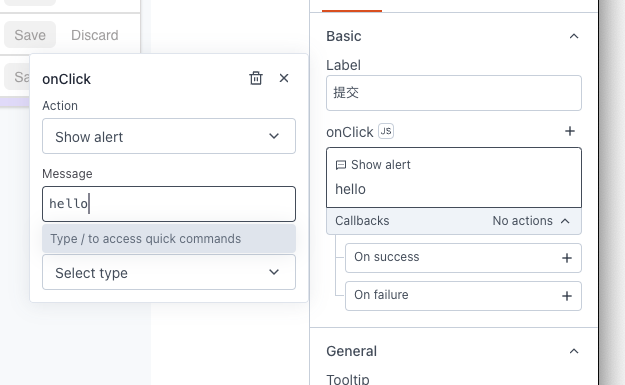 Save
Discard
Sa
onClick
Action
Show alert
Message
hello
Type / to access quick commands
Select type
Basic
Label
提交
onClick JS
Show alert
hello
Callbacks
No actions
On success
On failure
General
Tooltip